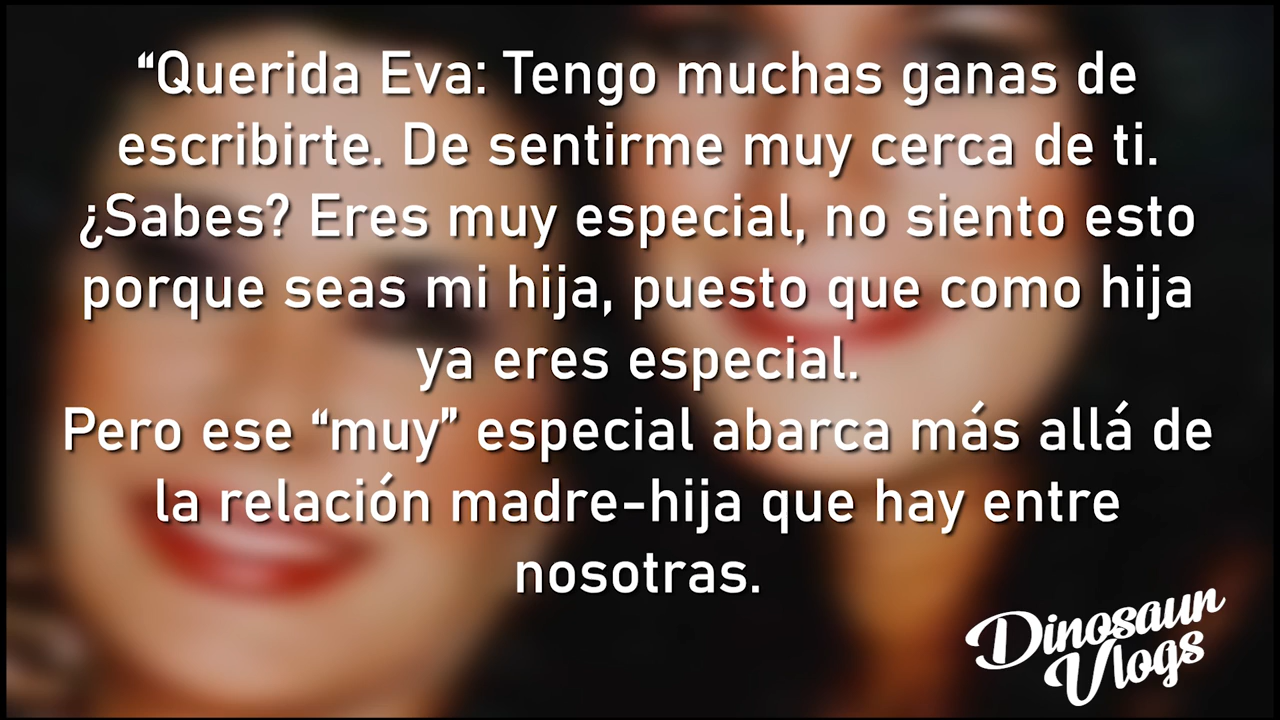 “Querida Eva: Tengo muchas ganas de
escribirte. De sentirme muy cerca de ti.
¿Sabes? Eres muy especial, no siento esto
porque seas mi hija, puesto que como hija
ya eres especial.
Pero ese “muy” especial abarca más allá de
la relación madre-hija que hay entre
nosotras.
Dinosaun
Vlogs